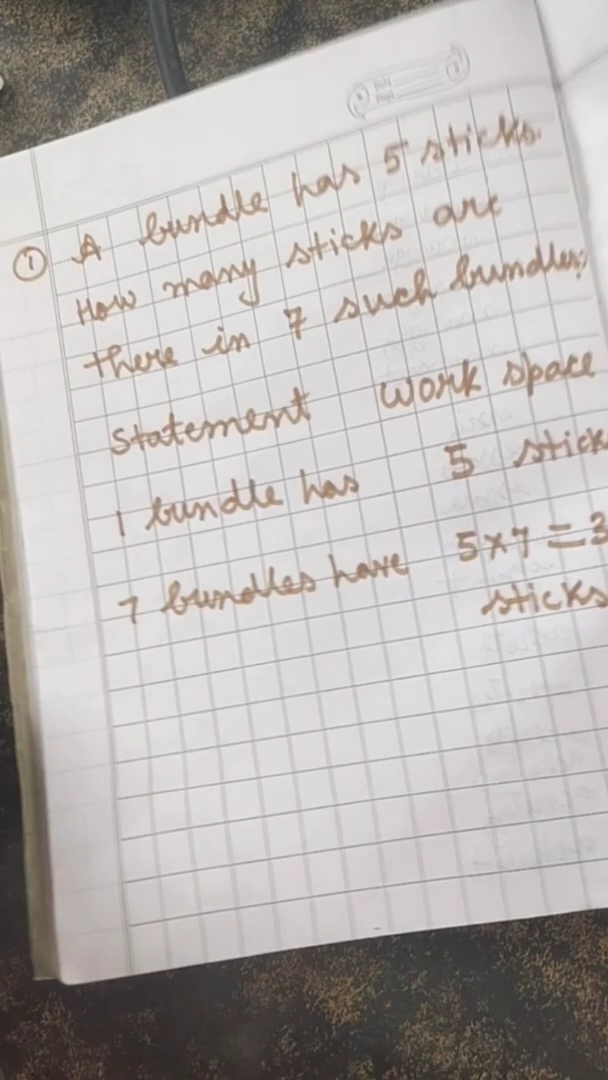 ① A bundle has 5 sticks.
How many sticks are
there in 7 such bundles?
Statement Work space
1 bundle has 5 stick
7 bundles have 5×7=3
sticks